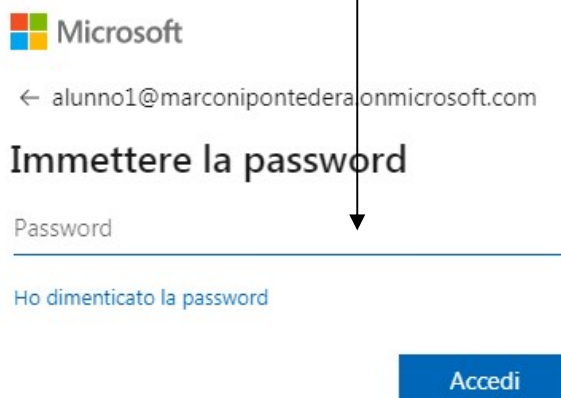 Microsoft
← alunno1@marconipontedera.onmicrosoft.com
Immettere la password
Password
Ho dimenticato la password
Accedi